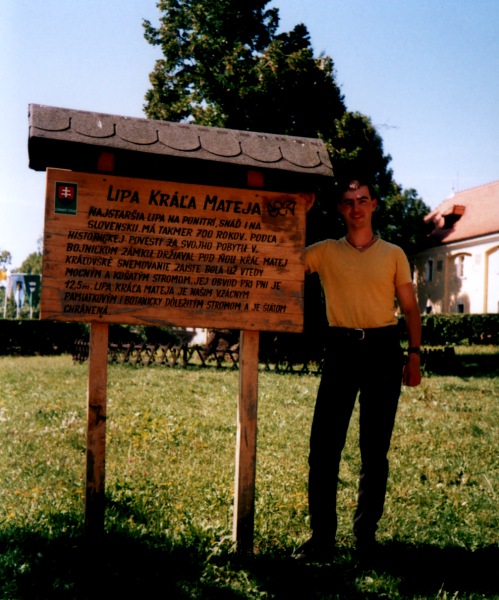 LIPA KRÁĽA MATEJA
NAJSTARŠIA LIPA NA PONITRÍ, SNÁĎ I NA
SLOVENSKU, MÁ TAKMER 700 ROKOV. PODĽA
HISTORICKEJ POVESTI ZA SVOJHO POBYTU V
BOJNICKOM ZÁMKU DRŽÁVAL POD ŇOU KRÁĽ MATEJ
KRÁĽOVSKÉ SNEMOVANIE ZAISTE BOLA UŽ VTEDY
MOCNÝM A KOŠATÝM STROMOM. JEJ OBVOD PRI PNI JE
12,5m. LIPA KRÁĽA MATEJA JE NAŠIM VZÁCNYM
PAMIATKOVÝM I BOTANICKY DÔLEŽITÝM STROMOM A JE ŠTÁTOM
CHRÁNENÁ.